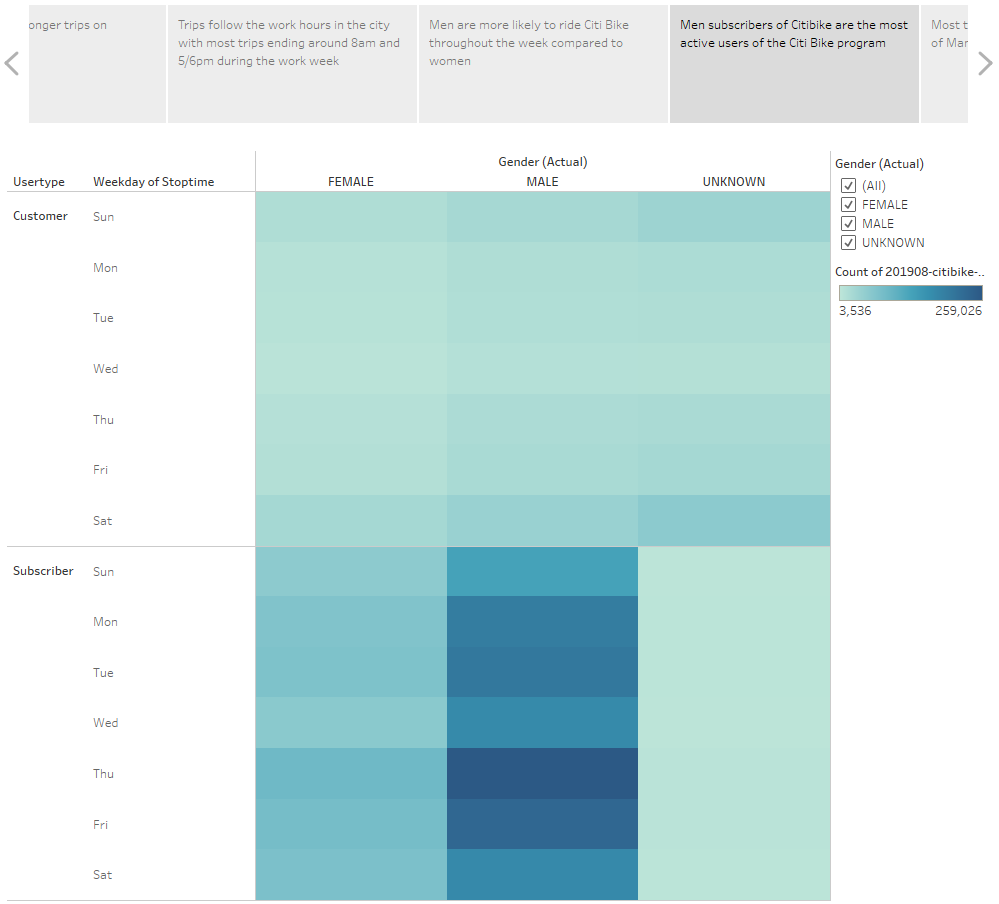 onger trips on
Trips follow the work hours in the city
with most trips ending around 8am and
5/6pm during the work week
Men are more likely to ride Citi Bike
throughout the week compared to
women
Men subscribers of Citibike are the most
active users of the Citi Bike program
Most t
of Mar
Gender (Actual)
Usertype Weekday of Stoptime FEMALE MALE UNKNOWN
Customer Sun
Mon
Tue
Wed
Thu
Fri
Sat
Subscriber Sun
Mon
Tue
Wed
Thu
Fri
Sat
Gender (Actual)
(All)
FEMALE
MALE
UNKNOWN
Count of 201908-citibike-..
3,536 259,026